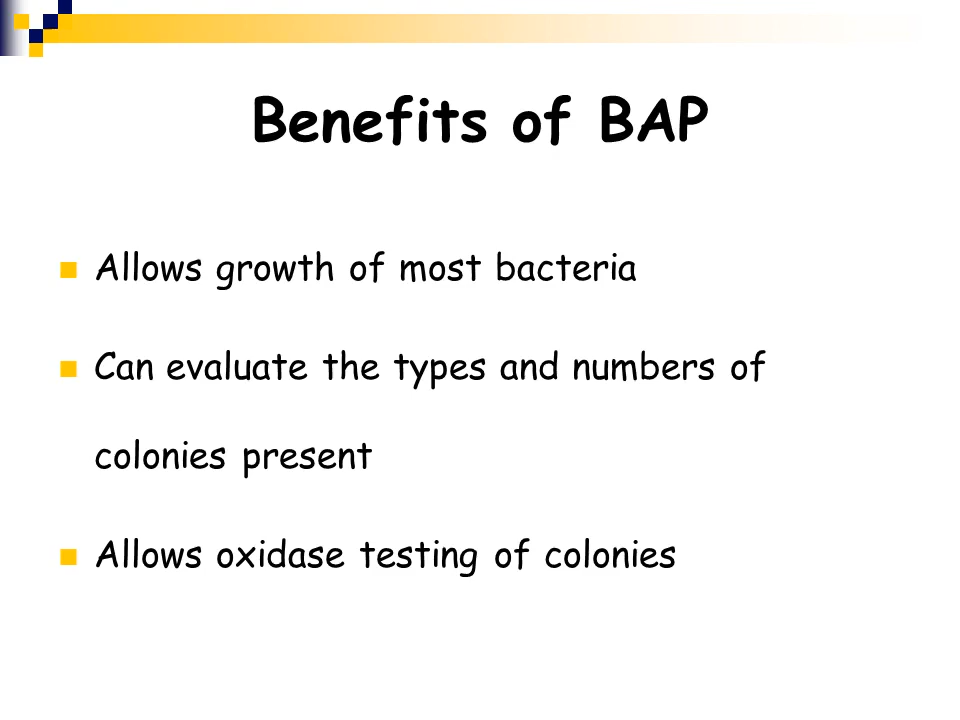 Benefits of BAP
Allows growth of most bacteria
Can evaluate the types and numbers of
colonies present
Allows oxidase testing of colonies